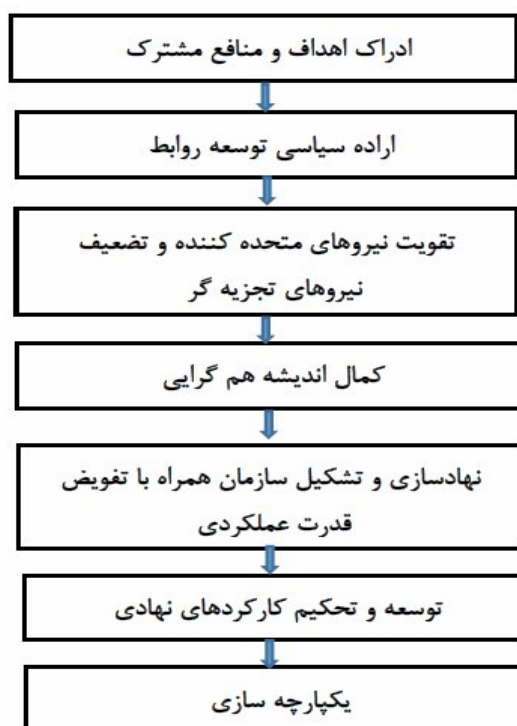 ادراک اهداف و منافع مشترک
اراده سیاسی توسعه روابط
تقویت نیروهای متحده کننده و تضعیف
نیروهای تجزیه گر
کمال اندیشه هم گرایی
نهادسازی و تشکیل سازمان همراه با تفویض
قدرت عملکردی
توسعه و تحکیم کارکردهای نهادی
یکپارچه سازی